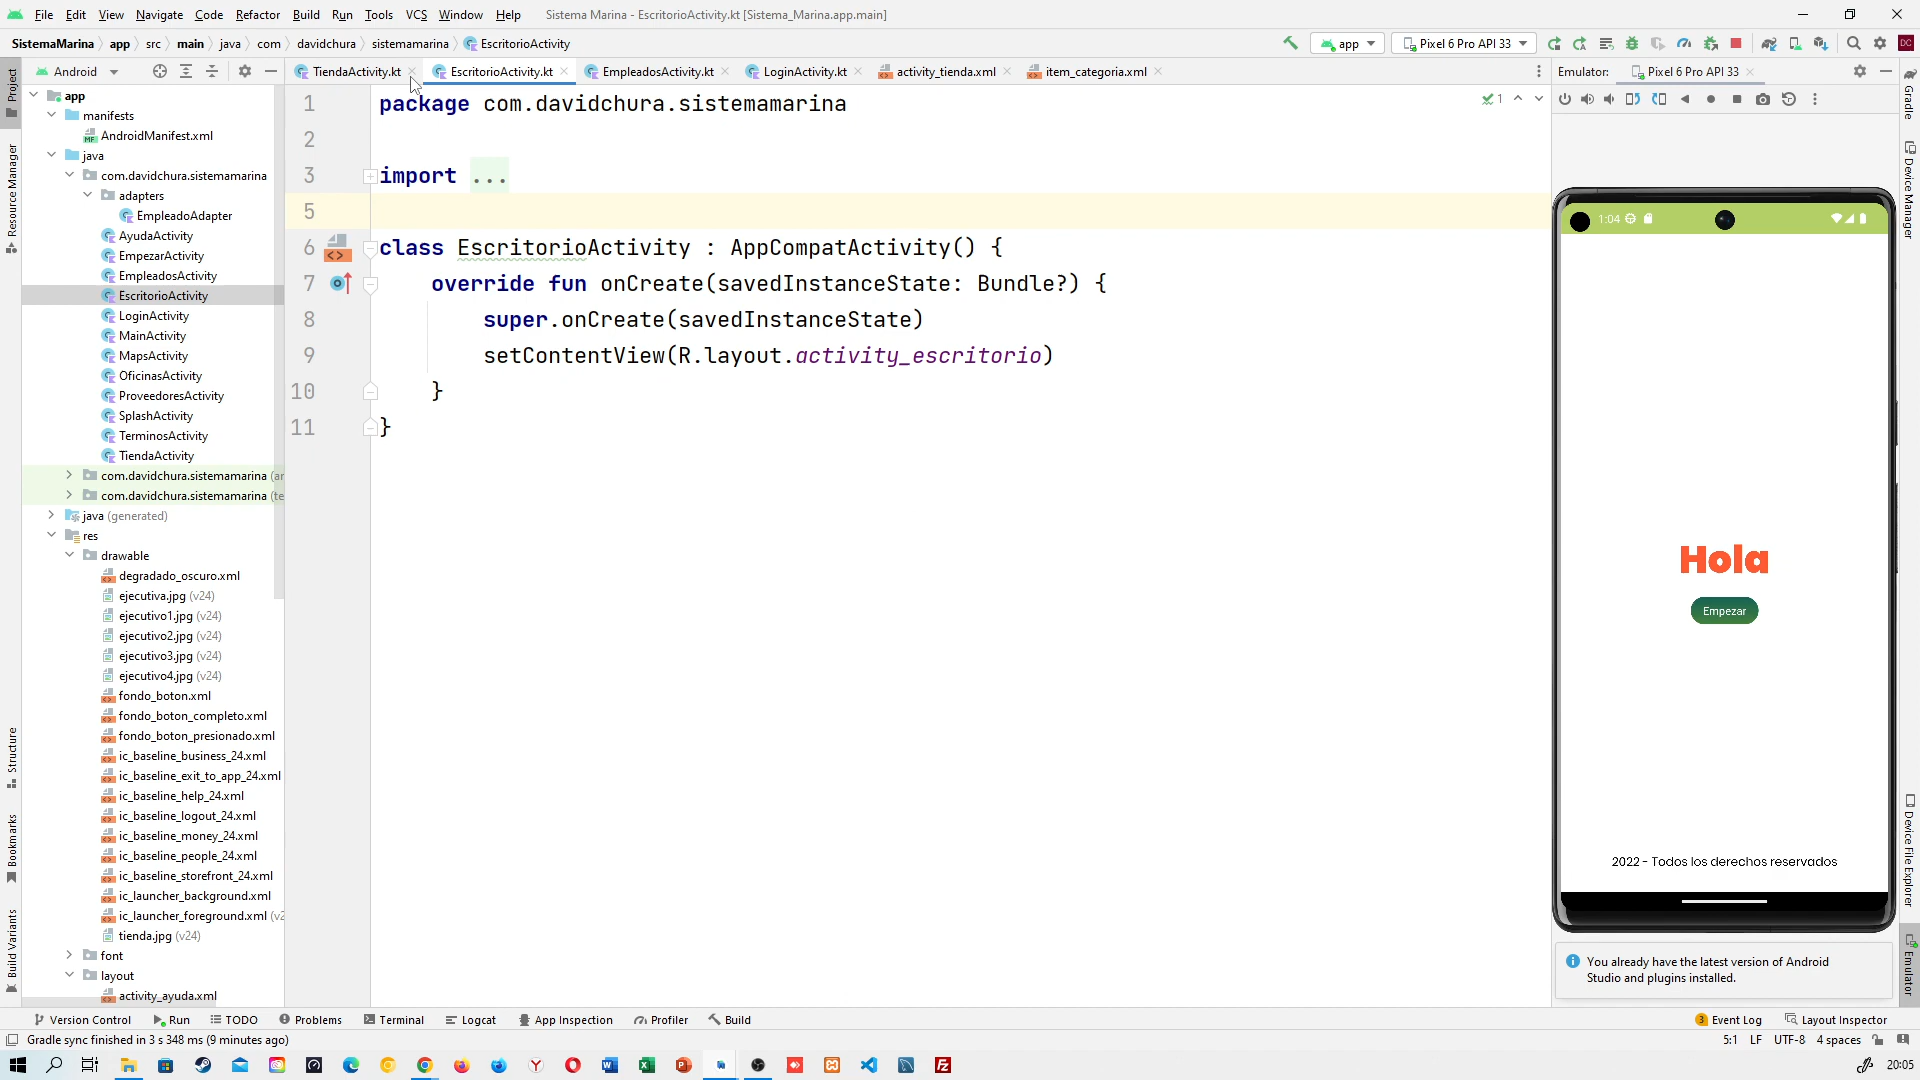 File Edit View Navigate Code Refactor Build Run Tools VCS Window Help Sistema Marina - EscritorioActivity.kt [Sistema_Marina.app.main]
SistemaMarina app src main java com davidchura sistemamarina EscritorioActivity app Pixel 6 Pro API 33
Android TiendaActivity.kt EscritorioActivity.kt EmpleadosActivity.kt LoginActivity.kt activity_tienda.xml item_categoria.xml Emulator: Pixel 6 Pro API 33
Project
Resource Manager
Structure
Bookmarks
Build Variants
app
manifests
AndroidManifest.xml
java
com.davidchura.sistemamarina
adapters
EmpleadoAdapter
AyudaActivity
EmpezarActivity
EmpleadosActivity
EscritorioActivity
LoginActivity
MainActivity
MapsActivity
OficinasActivity
ProveedoresActivity
SplashActivity
TerminosActivity
TiendaActivity
com.davidchura.sistemamarina (ar
com.davidchura.sistemamarina (te
java (generated)
res
drawable
degradado_oscuro.xml
ejecutiva.jpg (v24)
ejecutivo1.jpg (v24)
ejecutivo2.jpg (v24)
ejecutivo3.jpg (v24)
ejecutivo4.jpg (v24)
fondo_boton.xml
fondo_boton_completo.xml
fondo_boton_presionado.xml
ic_baseline_business_24.xml
ic_baseline_exit_to_app_24.xml
ic_baseline_help_24.xml
ic_baseline_logout_24.xml
ic_baseline_money_24.xml
ic_baseline_people_24.xml
ic_baseline_storefront_24.xml
ic_launcher_background.xml
ic_launcher_foreground.xml (v2
tienda.jpg (v24)
font
layout
activity_ayuda.xml
1 package com.davidchura.sistemamarina
2
3 import ...
5
6 class EscritorioActivity : AppCompatActivity() {
7 override fun onCreate(savedInstanceState: Bundle?) {
8 super.onCreate(savedInstanceState)
9 setContentView(R.layout.activity_escritorio)
10 }
11 }
1
1:04
Hola
Empezar
2022 - Todos los derechos reservados
You already have the latest version of Android
Studio and plugins installed.
DC
Gradle
Device Manager
Device File Explorer
Emulator
Version Control Run TODO Problems Terminal Logcat App Inspection Profiler Build 3 Event Log Layout Inspector
Gradle sync finished in 3 s 348 ms (9 minutes ago) 5:1 LF UTF-8 4 spaces
20:05